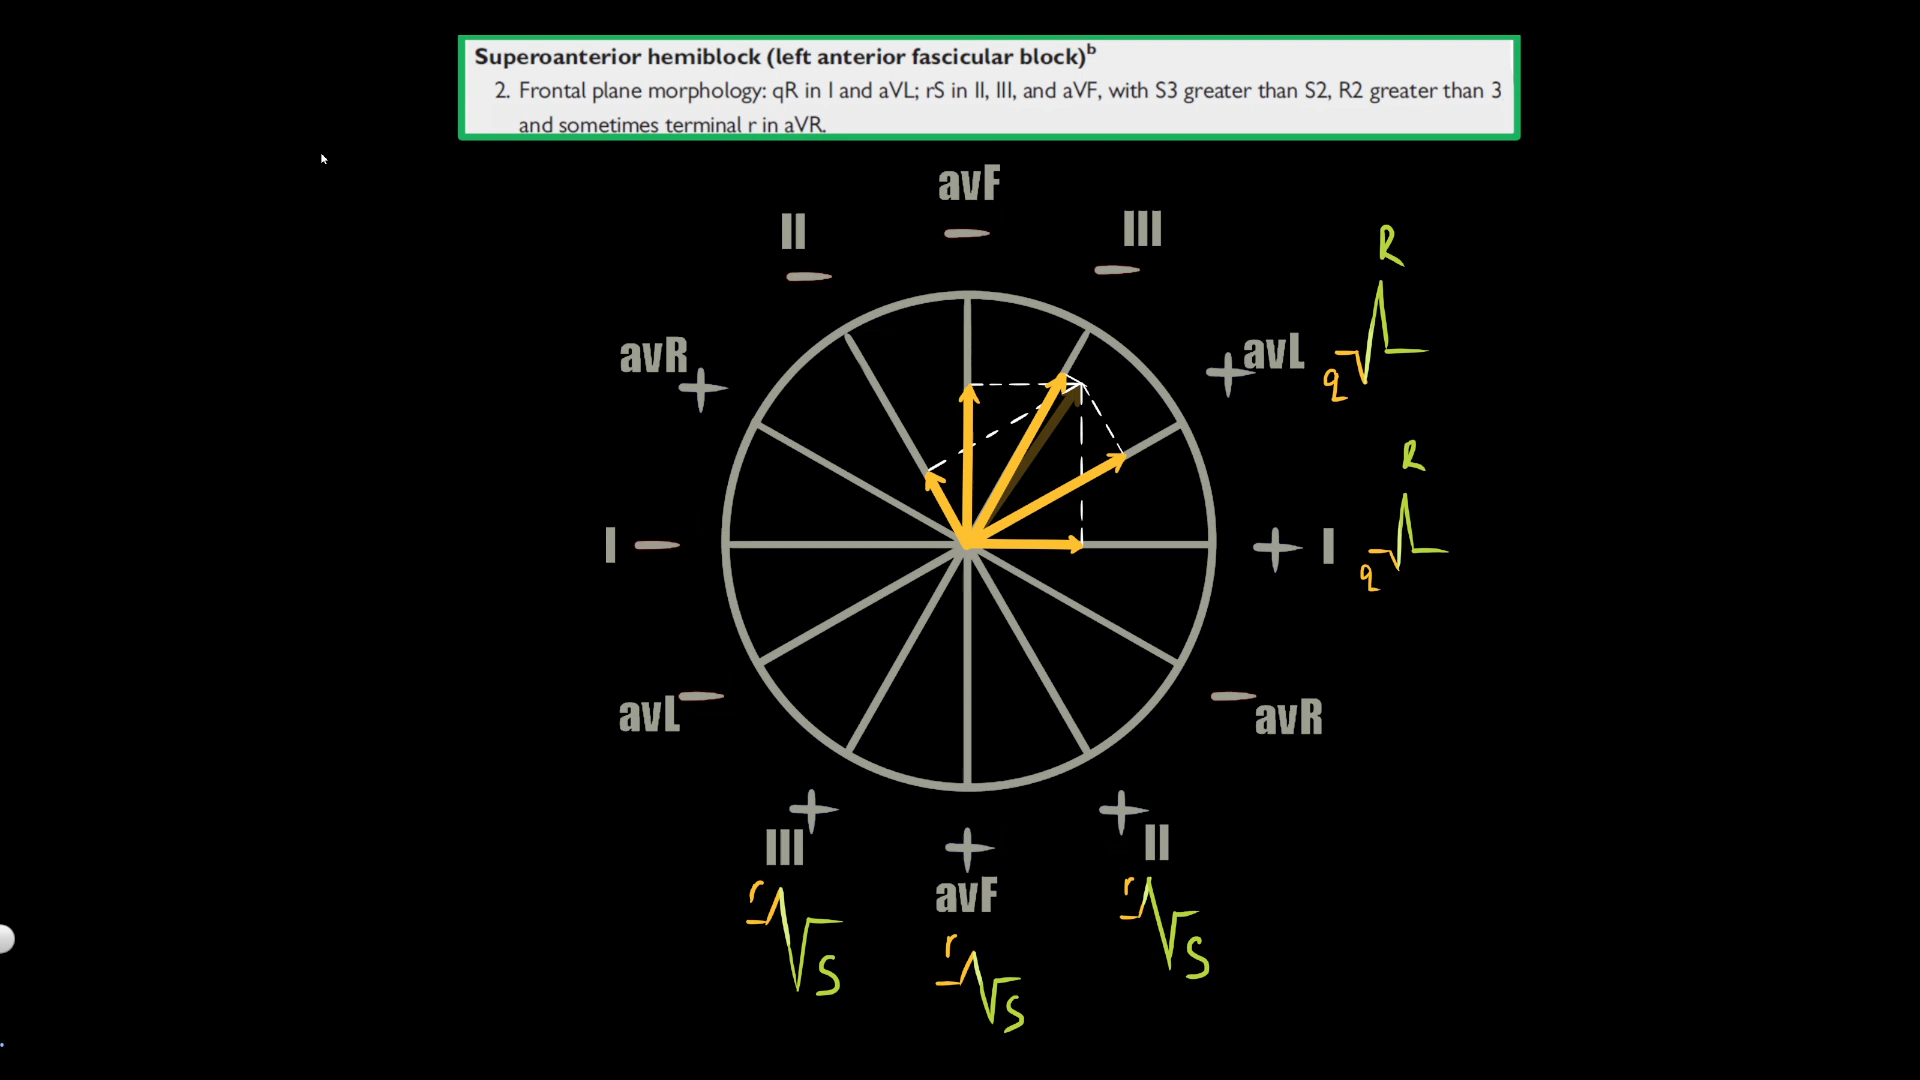 Superoanterior hemiblock (left anterior fascicular block)b
2. Frontal plane morphology: qR in I and aVL; rS in II, III, and aVF, with S3 greater than S2, R2 greater than 3
and sometimes terminal r in aVR.
avF
II
III
R
avR
avL
q
R
I
I
q
avL
avR
III
II
avF
r
S
r
S
r
S